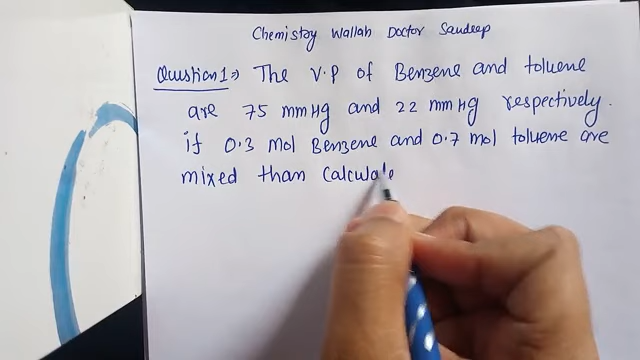 Chemistry Wallah Doctor Sandeep
Question 1 ⇒ The V.P of Benzene and toluene
are 75 mmHg and 22 mmHg respectively.
if 0.3 mol Benzene and 0.7 mol toluene are
mixed than Calculate